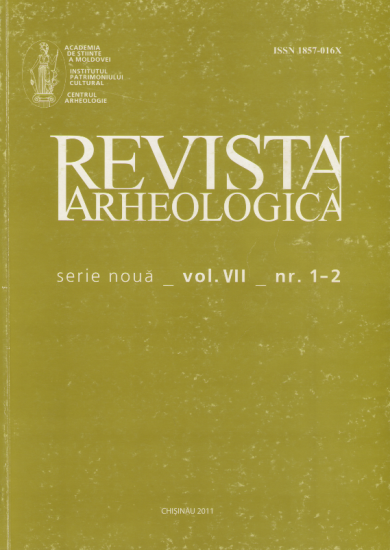 ACADEMIA
DE ȘTIINȚE
A MOLDOVEI
INSTITUTUL
PATRIMONIULUI
CULTURAL
CENTRUL
ARHEOLOGIE
ISSN 1857-016X
REVISTA
ARHEOLOGICĂ
serie nouă _ vol. VII _ nr. 1-2
CHIȘINĂU 2011